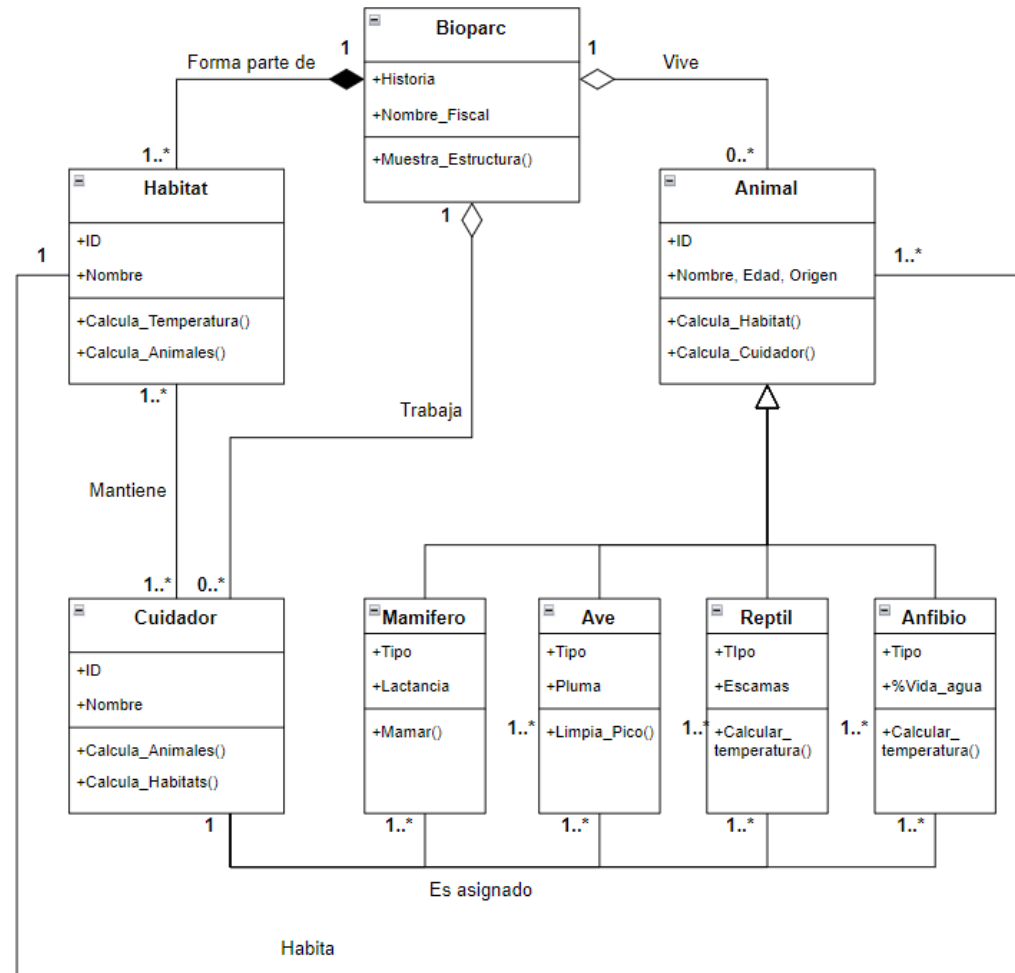 Bioparc
+Historia
+Nombre_Fiscal
+Muestra_Estructura()
1
1
Forma parte de
Vive
1..*
0..*
1
Habitat
+ID
+Nombre
+Calcula_Temperatura()
+Calcula_Animales()
1
1..*
Animal
+ID
+Nombre, Edad, Origen
+Calcula_Habitat()
+Calcula_Cuidador()
1..*
Trabaja
Mantiene
1..*
0..*
Cuidador
+ID
+Nombre
+Calcula_Animales()
+Calcula_Habitats()
1
Mamifero
+Tipo
+Lactancia
+Mamar()
1..*
Ave
+Tipo
+Pluma
+Limpia_Pico()
1..*
1..*
Reptil
+TIpo
+Escamas
+Calcular_
temperatura()
1..*
1..*
Anfibio
+Tipo
+%Vida_agua
+Calcular_
temperatura()
1..*
1..*
Es asignado
Habita